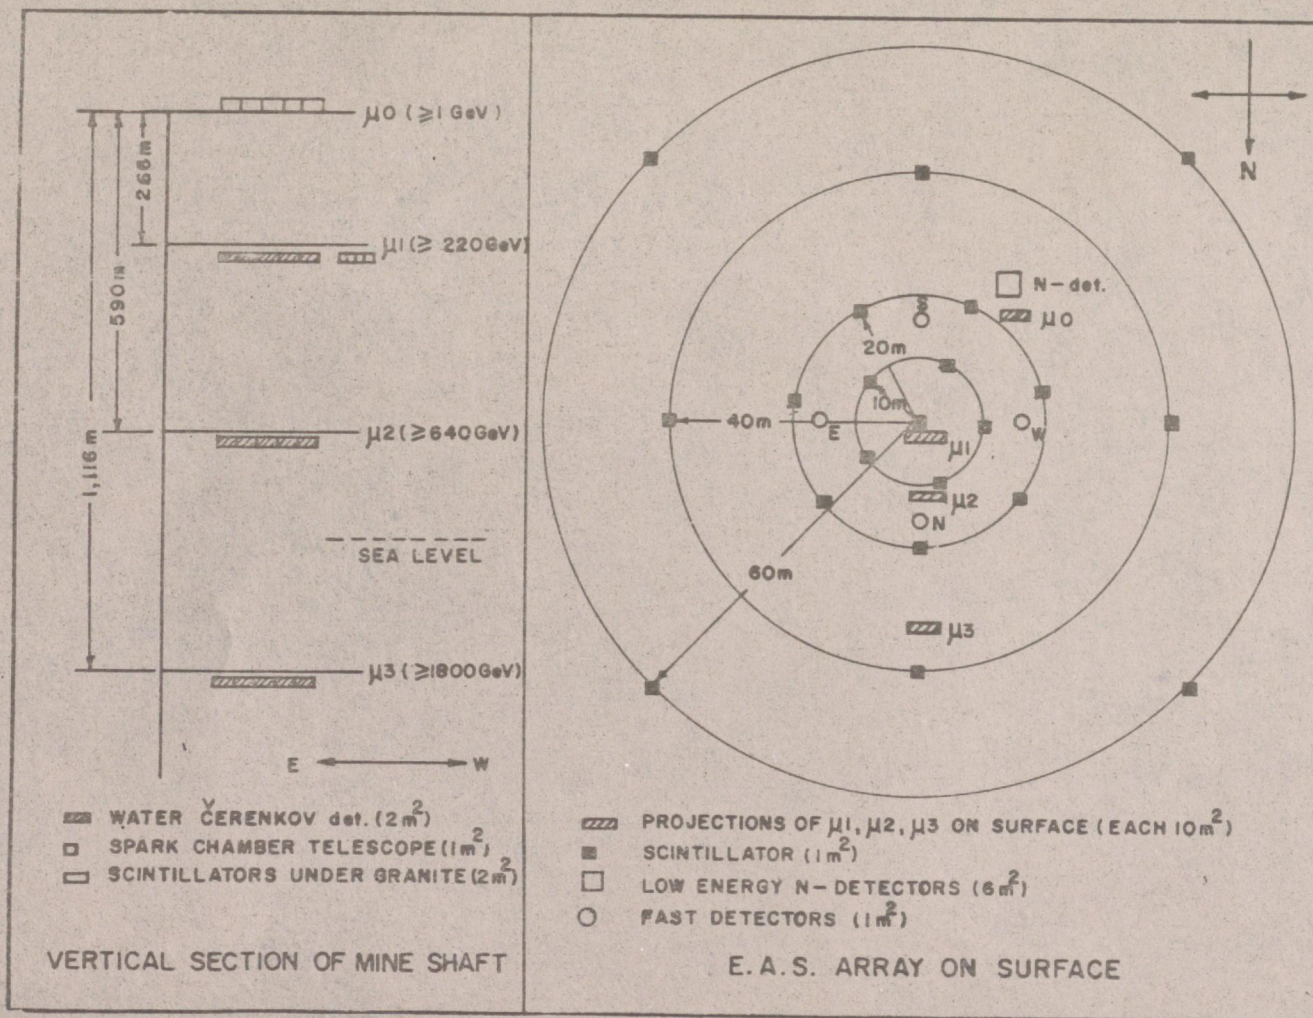 μ0 (≥1 GeV)
266m
μ1 (≥ 220GeV)
590m
μ2 (≥640GeV)
1,116 m
SEA LEVEL
μ3 (≥1800GeV)
E W
WATER ČERENKOV det. (2m²)
SPARK CHAMBER TELESCOPE (1m²)
SCINTILLATORS UNDER GRANITE (2m²)
VERTICAL SECTION OF MINE SHAFT
N
N-det.
μ0
S
20m
10m
40m
E
W
μ1
μ2
N
60m
μ3
PROJECTIONS OF μ1, μ2, μ3 ON SURFACE (EACH 10m²)
SCINTILLATOR (1m²)
LOW ENERGY N-DETECTORS (6m²)
FAST DETECTORS (1m²)
E.A.S. ARRAY ON SURFACE